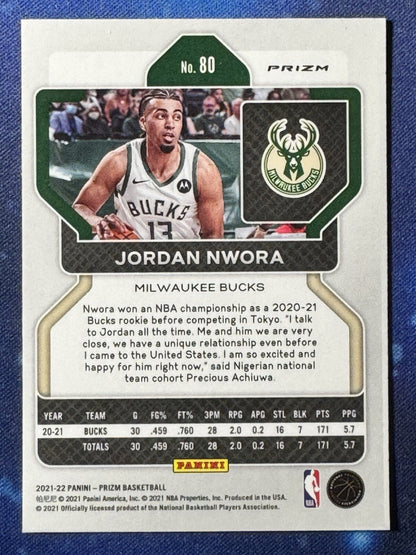 No. 80
PRIZM
BUCKS
13
MILWAUKEE BUCKS
JORDAN NWORA
MILWAUKEE BUCKS
Nwora won an NBA championship as a 2020-21
Bucks rookie before competing in Tokyo. "I talk
to Jordan all the time. Me and him we are very
close, we have a unique relationship even before
I came to the United States. I am so excited and
happy for him right now," said Nigerian national
team cohort Precious Achiuwa.
YEAR TEAM G FG% FT% 3PM RPG APG STL BLK PTS PPG
20-21 BUCKS 30 .459 .760 28 2.0 0.2 16 7 171 5.7
TOTALS 30 .459 .760 28 2.0 0.2 16 7 171 5.7
PANINI
2021-22 PANINI – PRIZM BASKETBALL
帕尼尼 © 2021 Panini America, Inc. © 2021 NBA Properties, Inc. Produced in the USA.
© 2021 Officially licensed product of the National Basketball Players Association.
NBA